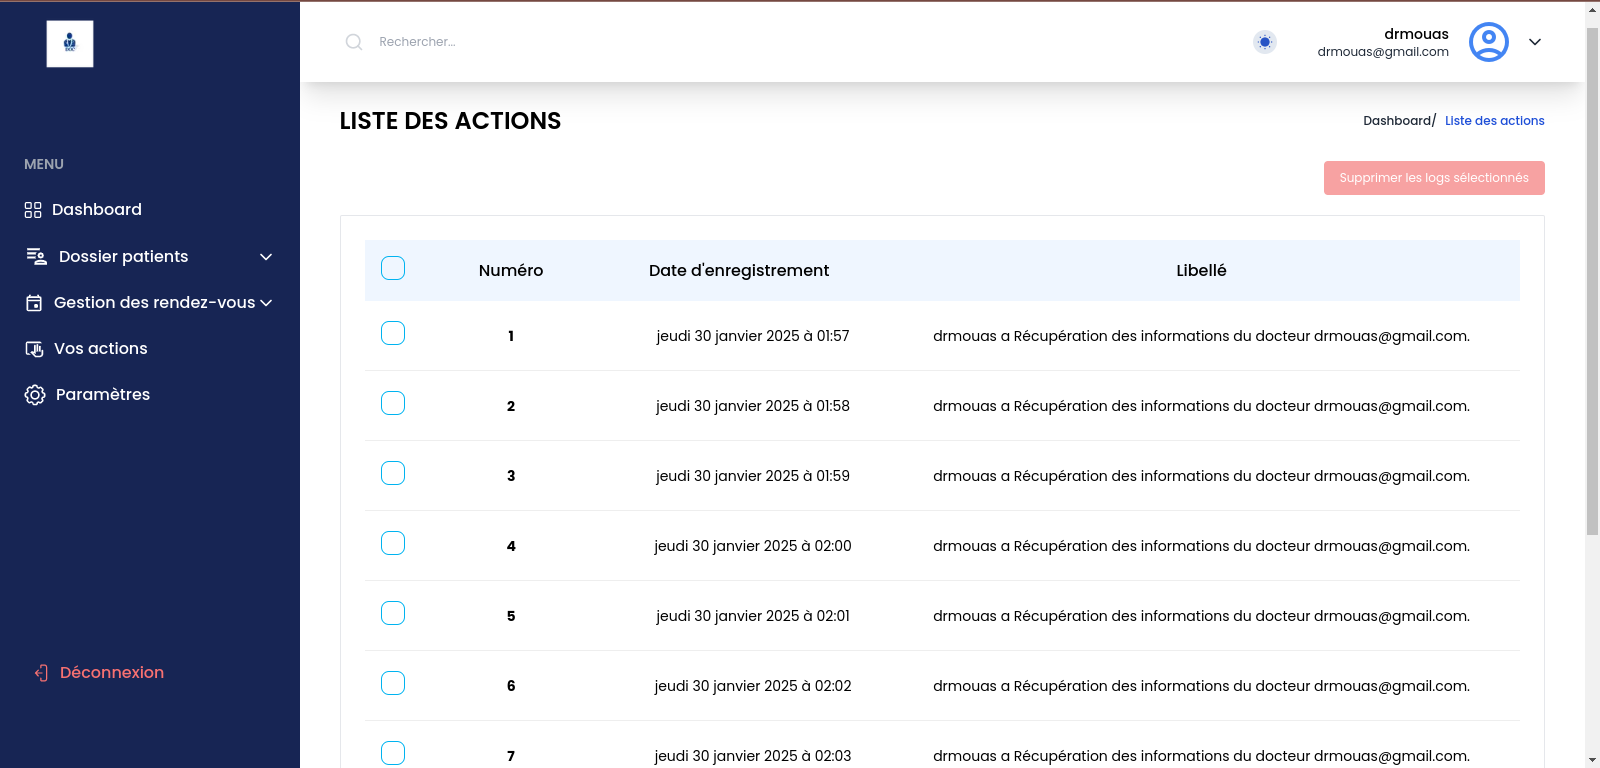 Rechercher...
drmouas
drmouas@gmail.com
LISTE DES ACTIONS
Dashboard/ Liste des actions
MENU
Dashboard
Dossier patients
Gestion des rendez-vous
Vos actions
Paramètres
Déconnexion
Supprimer les logs sélectionnés
Numéro Date d'enregistrement Libellé
1 jeudi 30 janvier 2025 à 01:57 drmouas a Récupération des informations du docteur drmouas@gmail.com.
2 jeudi 30 janvier 2025 à 01:58 drmouas a Récupération des informations du docteur drmouas@gmail.com.
3 jeudi 30 janvier 2025 à 01:59 drmouas a Récupération des informations du docteur drmouas@gmail.com.
4 jeudi 30 janvier 2025 à 02:00 drmouas a Récupération des informations du docteur drmouas@gmail.com.
5 jeudi 30 janvier 2025 à 02:01 drmouas a Récupération des informations du docteur drmouas@gmail.com.
6 jeudi 30 janvier 2025 à 02:02 drmouas a Récupération des informations du docteur drmouas@gmail.com.
7 jeudi 30 janvier 2025 à 02:03 drmouas a Récupération des informations du docteur drmouas@gmail.com.